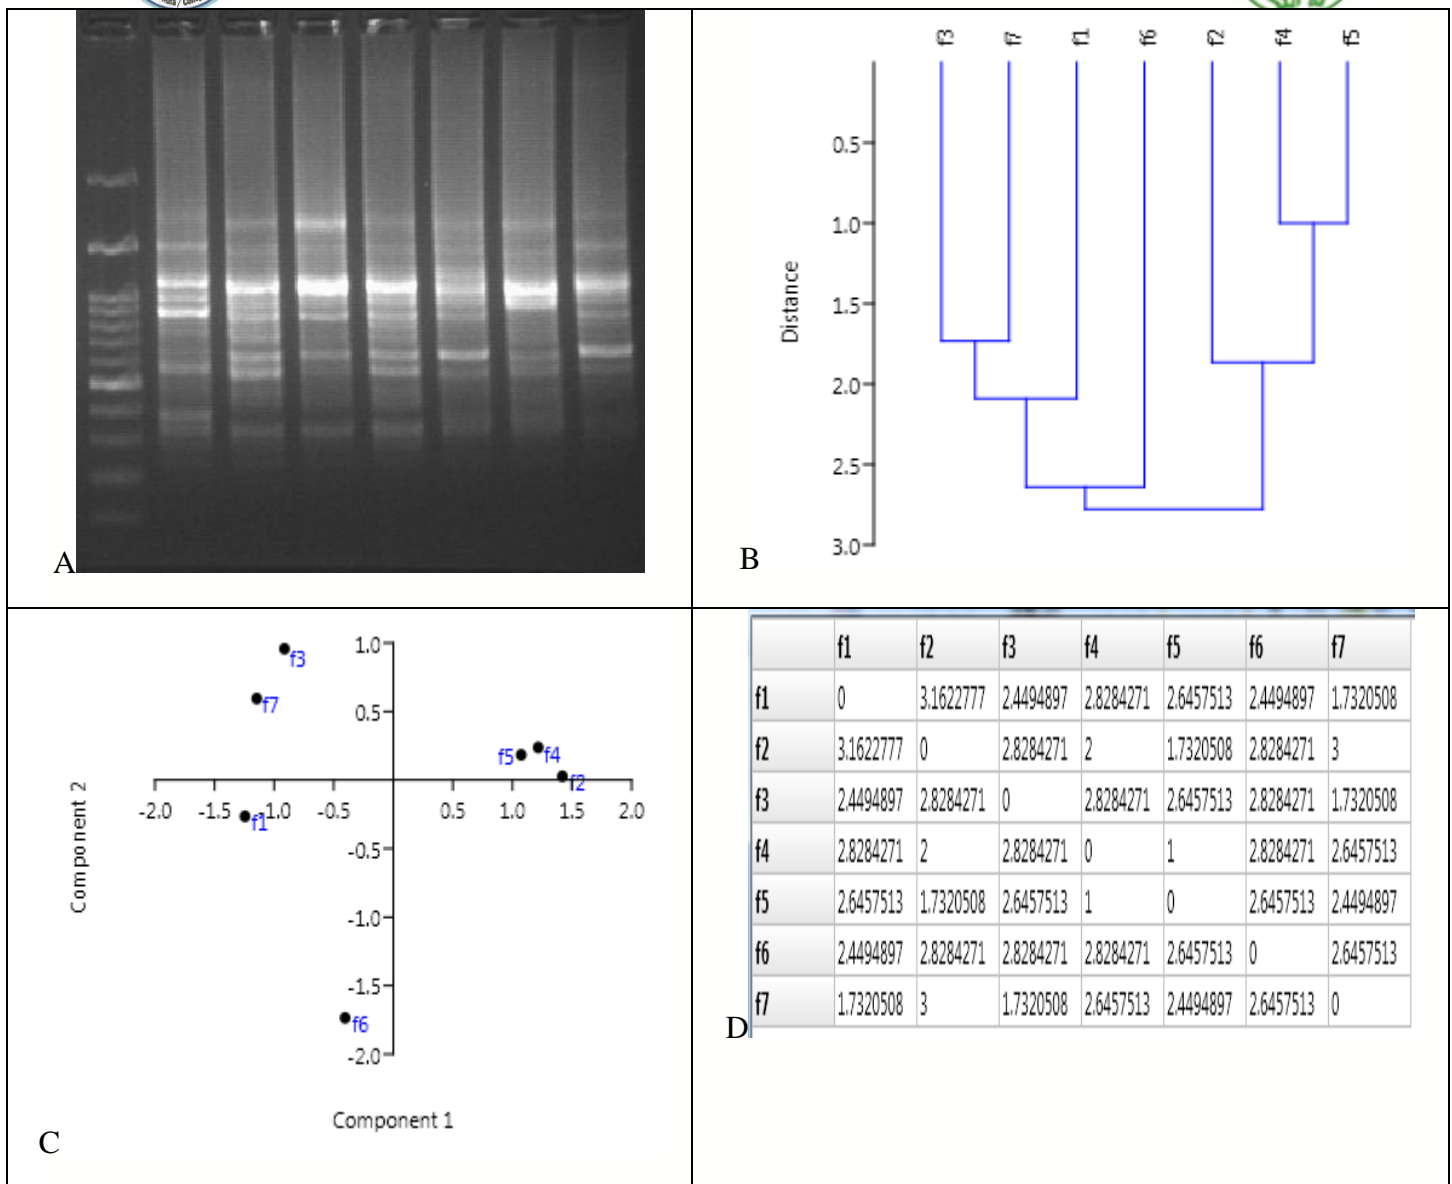 A
f3 f7 f1 f6 f2 f4 f5
0.5
1.0
1.5
2.0
2.5
3.0
Distance
B
1.0
0.5
-0.5
-1.0
-1.5
-2.0
-2.0 -1.5 -1.0 -0.5 0.5 1.0 1.5 2.0
f3
f7
f5 f4
f2
f1
f6
Component 2
Component 1
C
f1 f2 f3 f4 f5 f6 f7
f1 0 3.1622777 2.4494897 2.8284271 2.6457513 2.4494897 1.7320508
f2 3.1622777 0 2.8284271 2 1.7320508 2.8284271 3
f3 2.4494897 2.8284271 0 2.8284271 2.6457513 2.8284271 1.7320508
f4 2.8284271 2 2.8284271 0 1 2.8284271 2.6457513
f5 2.6457513 1.7320508 2.6457513 1 0 2.6457513 2.4494897
f6 2.4494897 2.8284271 2.8284271 2.8284271 2.6457513 0 2.6457513
f7 1.7320508 3 1.7320508 2.6457513 2.4494897 2.6457513 0
D